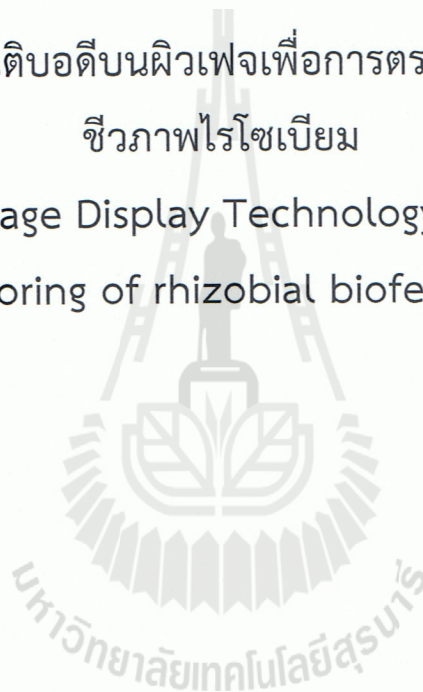 ติบอดีบนผิวเฟจเพื่อการตร
ชีวภาพไรโซเบียม
age Display Technology
oring of rhizobial biofe
มหาวิทยาลัยเทคโนโลยีสุรนารี